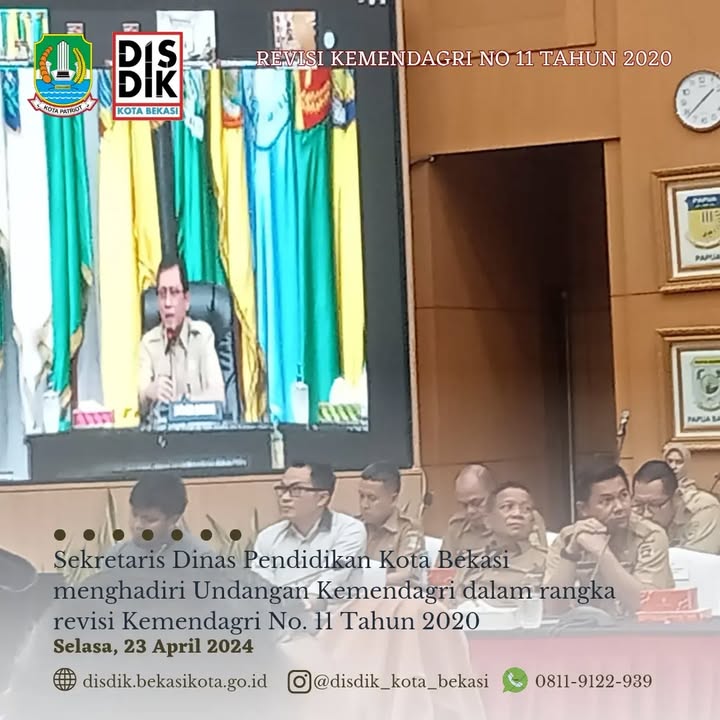 REVISI KEMENDAGRI NO 11 TAHUN 2020
KOTA PATRIOT
DIS
DIK
KOTA BEKASI
PAPUA
Sekretaris Dinas Pendidikan Kota Bekasi
menghadiri Undangan Kemendagri dalam rangka
revisi Kemendagri No. 11 Tahun 2020
Selasa, 23 April 2024
disdik.bekasikota.go.id
@disdik_kota_bekasi
0811-9122-939